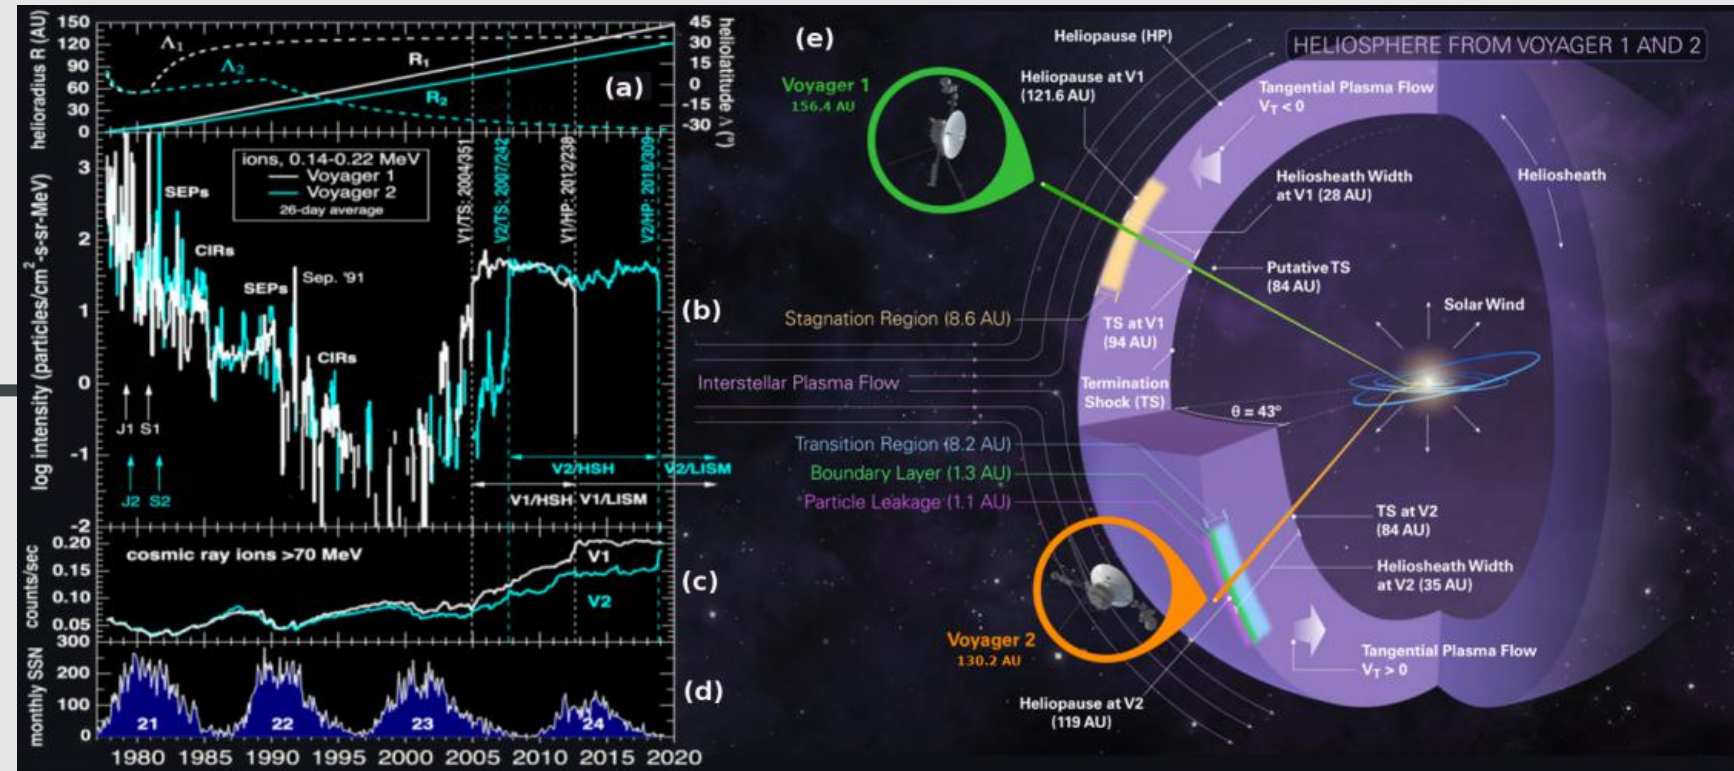 helioradius R (AU)
150
120
90
60
30
0
Λ1
Λ2
R1
R2
(a)
45
30
15
0
-15
-30
heliolatitude Λ (°)
log intensity (particles/cm²-s-sr-MeV)
3
2
1
0
-1
-2
ions, 0.14-0.22 MeV
Voyager 1
Voyager 2
26-day average
SEPs
CIRs
SEPs
Sep. '91
CIRs
V1/TS: 2004/351
V2/TS: 2007/242
V1/HP: 2012/238
V2/HP: 2018/309
J1 S1
J2 S2
V2/HSH
V2/LISM
V1/HSH
V1/LISM
(b)
counts/sec
0.20
0.15
0.10
0.05
cosmic ray ions >70 MeV
V1
V2
(c)
monthly SSN
300
200
100
0
21
22
23
24
(d)
1980 1985 1990 1995 2000 2005 2010 2015 2020
(e)
HELIOSPHERE FROM VOYAGER 1 AND 2
Heliopause (HP)
Voyager 1
156.4 AU
Heliopause at V1
(121.6 AU)
Tangential Plasma Flow
VT < 0
Heliosheath Width
at V1 (28 AU)
Heliosheath
Putative TS
(84 AU)
Solar Wind
Stagnation Region (8.6 AU)
TS at V1
(94 AU)
Interstellar Plasma Flow
Termination
Shock (TS)
θ = 43°
Transition Region (8.2 AU)
Boundary Layer (1.3 AU)
Particle Leakage (1.1 AU)
TS at V2
(84 AU)
Heliosheath Width
at V2 (35 AU)
Voyager 2
130.2 AU
Tangential Plasma Flow
VT > 0
Heliopause at V2
(119 AU)